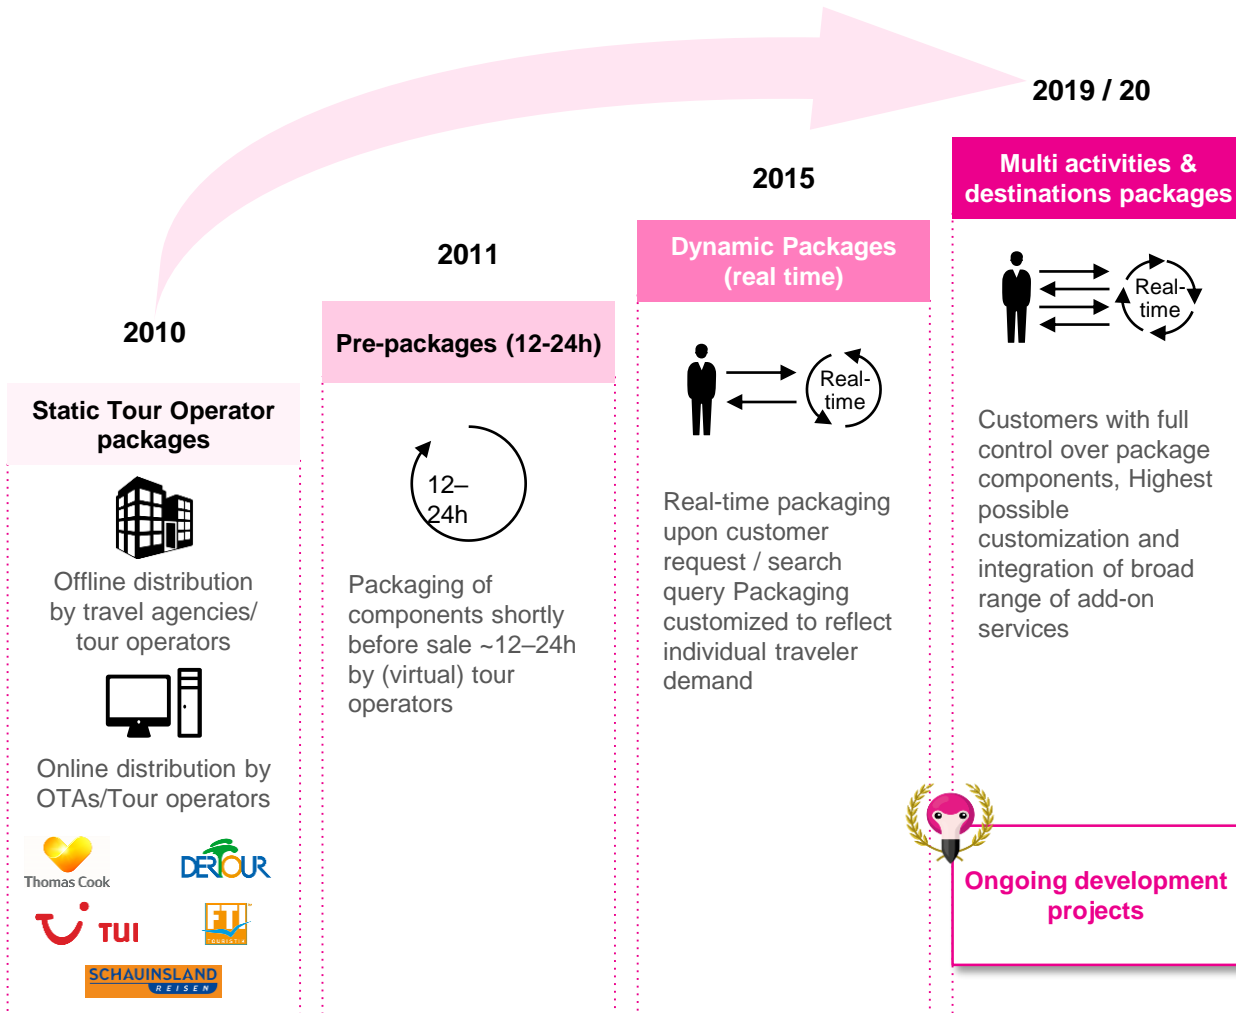 2010
Static Tour Operator
packages
Offline distribution
by travel agencies/
tour operators
Online distribution by
OTAs/Tour operators
Thomas Cook
DERTOUR
TUI
FTI
TOURISTIK
SCHAUINSLAND
REISEN
2011
Pre-packages (12-24h)
12–
24h
Packaging of
components shortly
before sale ~12–24h
by (virtual) tour
operators
2015
Dynamic Packages
(real time)
Real-
time
Real-time packaging
upon customer
request / search
query Packaging
customized to reflect
individual traveler
demand
2019 / 20
Multi activities &
destinations packages
Real-
time
Customers with full
control over package
components, Highest
possible
customization and
integration of broad
range of add-on
services
Ongoing development
projects